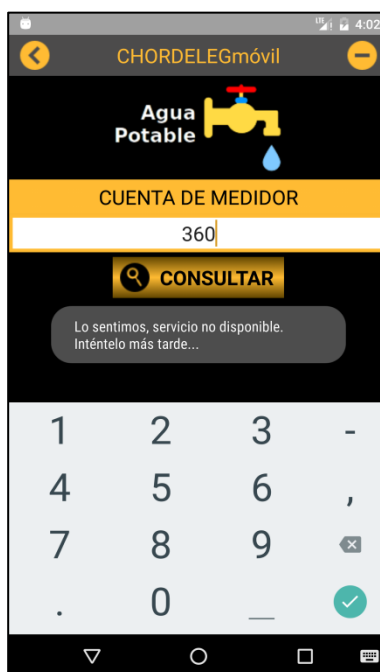 LTE 4:02
CHORDELEGmóvil
Agua
Potable
CUENTA DE MEDIDOR
360
CONSULTAR
Lo sentimos, servicio no disponible.
Inténtelo más tarde...
1 2 3 -
4 5 6 ,
7 8 9
. 0 _